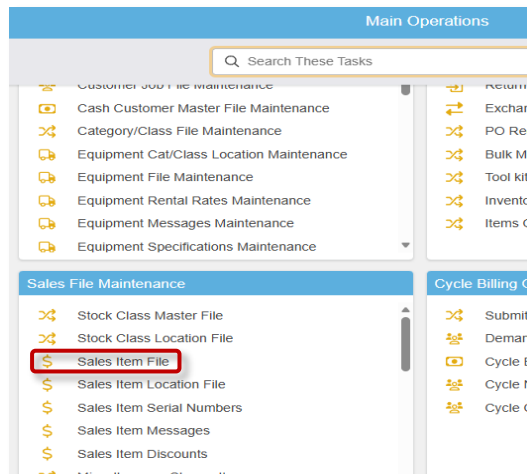 Main Operations
Search These Tasks
Customer Job File Maintenance
Cash Customer Master File Maintenance
Category/Class File Maintenance
Equipment Cat/Class Location Maintenance
Equipment File Maintenance
Equipment Rental Rates Maintenance
Equipment Messages Maintenance
Equipment Specifications Maintenance
Return
Exchan
PO Re
Bulk M
Tool kit
Invento
Items C
Sales File Maintenance
Stock Class Master File
Stock Class Location File
Sales Item File
Sales Item Location File
Sales Item Serial Numbers
Sales Item Messages
Sales Item Discounts
Cycle Billing
Submit
Deman
Cycle
Cycle
Cycle